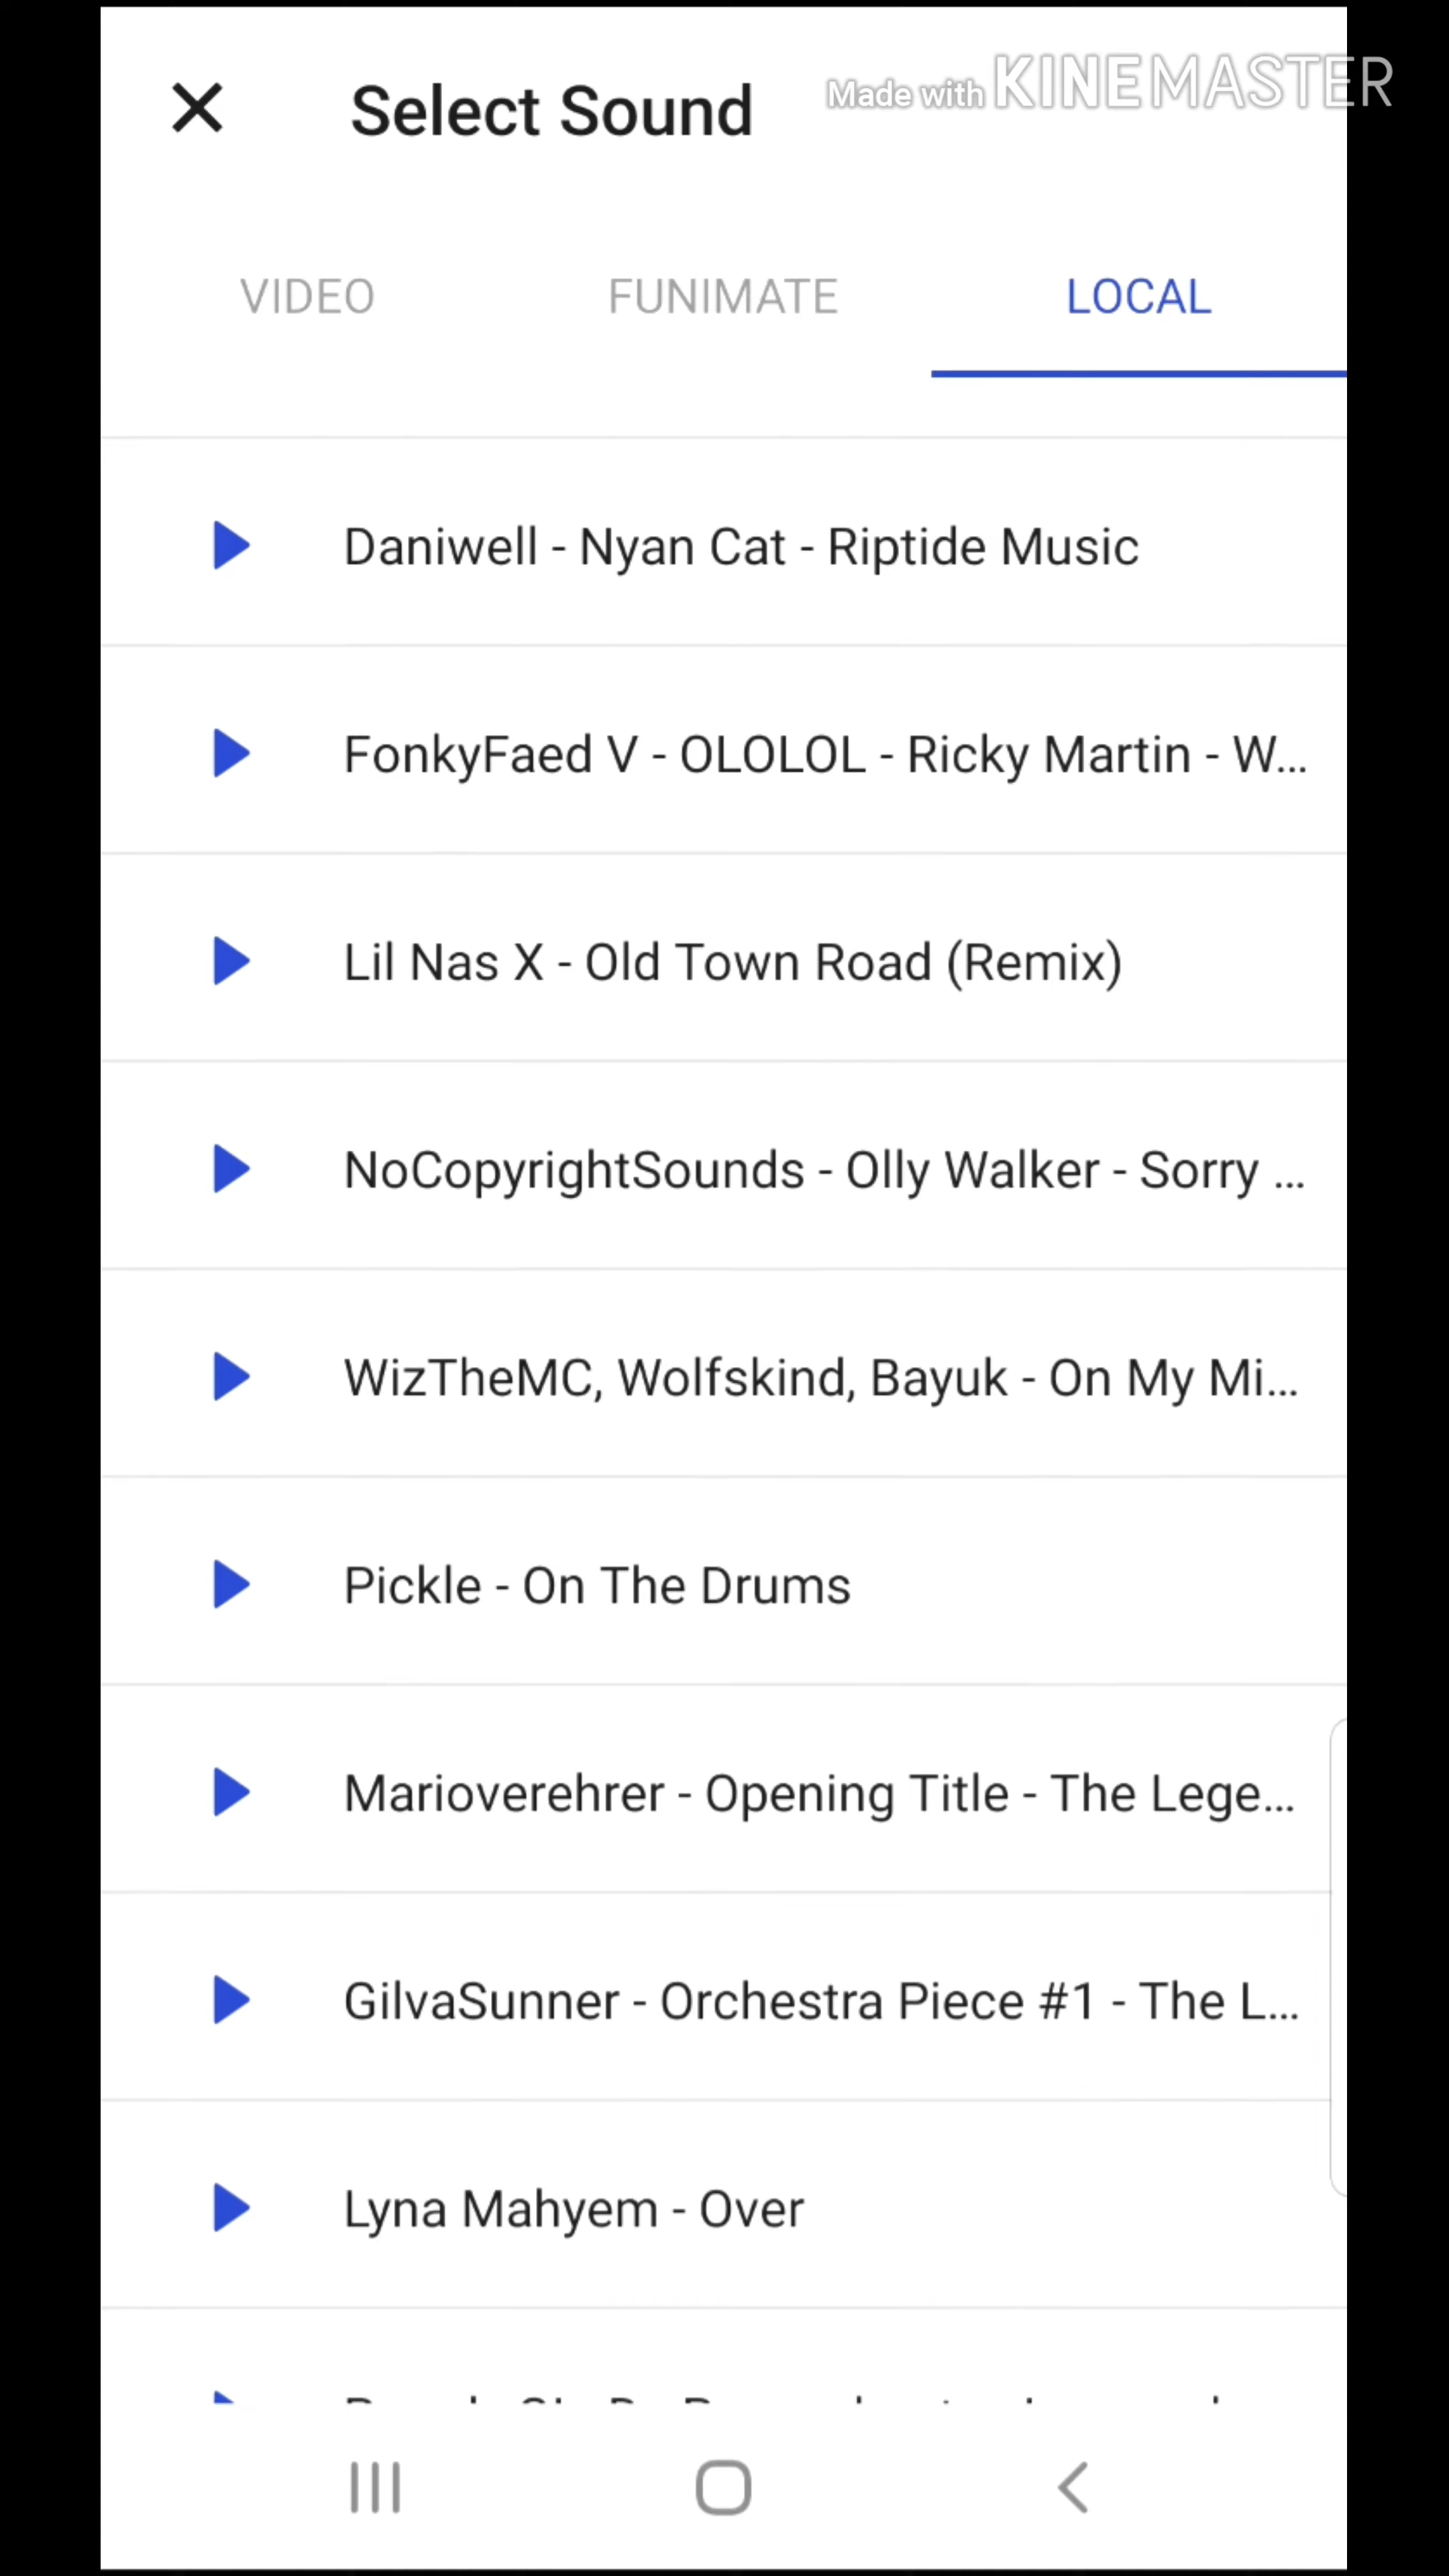 Select Sound
Made with KINEMASTER
VIDEO
FUNIMATE
LOCAL
Daniwell - Nyan Cat - Riptide Music
FonkyFaed V - OLOLOL - Ricky Martin - W...
Lil Nas X - Old Town Road (Remix)
NoCopyrightSounds - Olly Walker - Sorry ...
WizTheMC, Wolfskind, Bayuk - On My Mi...
Pickle - On The Drums
Marioverehrer - Opening Title - The Lege...
GilvaSunner - Orchestra Piece #1 - The L...
Lyna Mahyem - Over